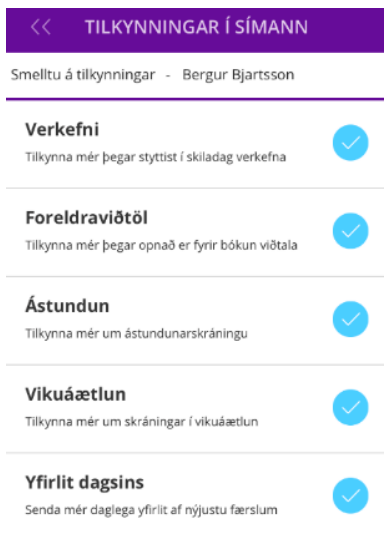 << TILKYNNINGAR Í SÍMANN
Smelltu á tilkynningar - Bergur Bjartsson
Verkefni
Tilkynna mér þegar styttist í skiladag verkefna
Foreldraviðtöl
Tilkynna mér þegar opnað er fyrir bókun viðtala
Ástundun
Tilkynna mér um ástundunarskráningu
Vikuáætlun
Tilkynna mér um skráningar í vikuáætlun
Yfirlit dagsins
Senda mér daglega yfirlit af nýjustu færslum